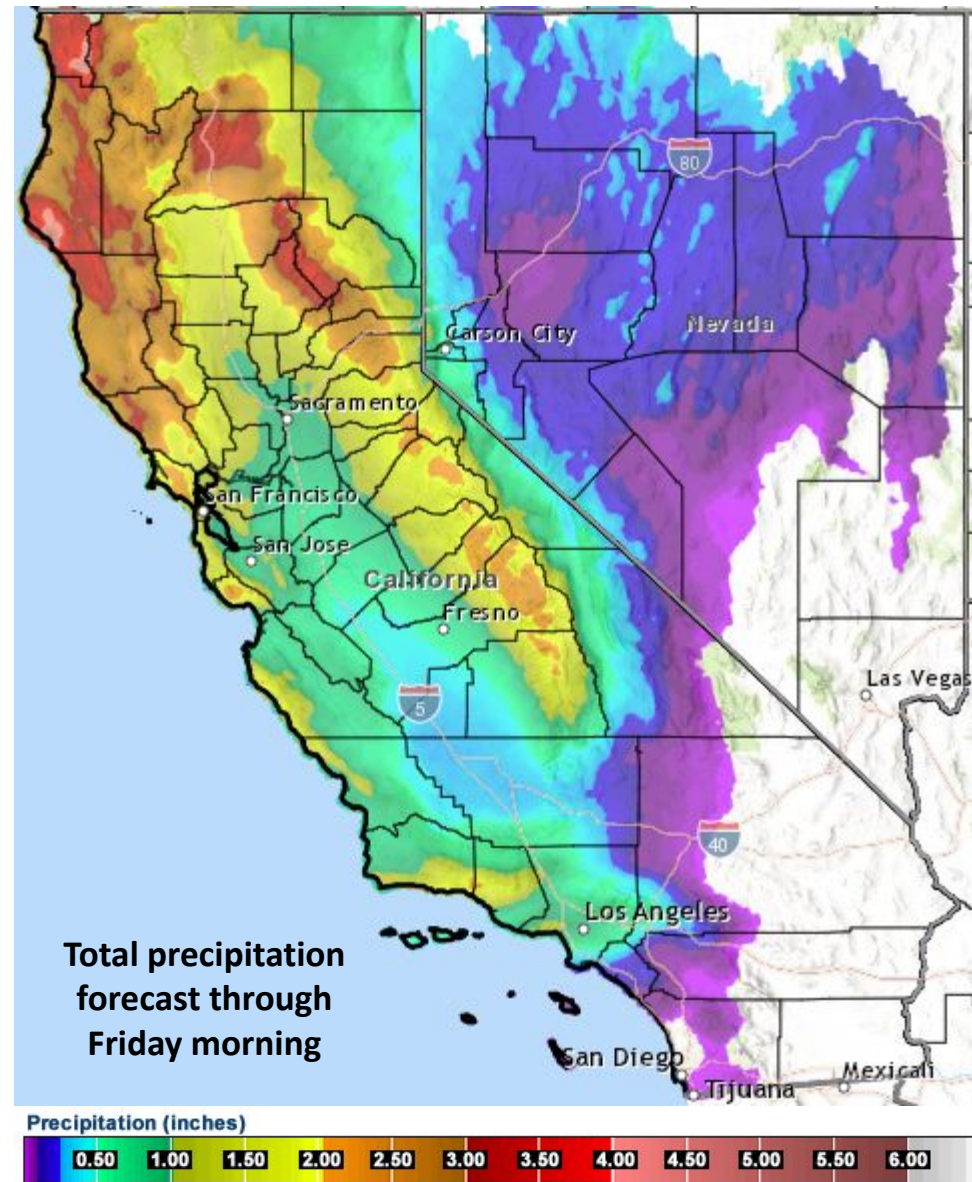 80
Carson City
Nevada
Sacramento
San Francisco
San Jose
California
Fresno
Las Vegas
5
40
Los Angeles
Total precipitation
forecast through
Friday morning
San Diego
Mexicali
Tijuana
Precipitation (inches)
0.50 1.00 1.50 2.00 2.50 3.00 3.50 4.00 4.50 5.00 5.50 6.00